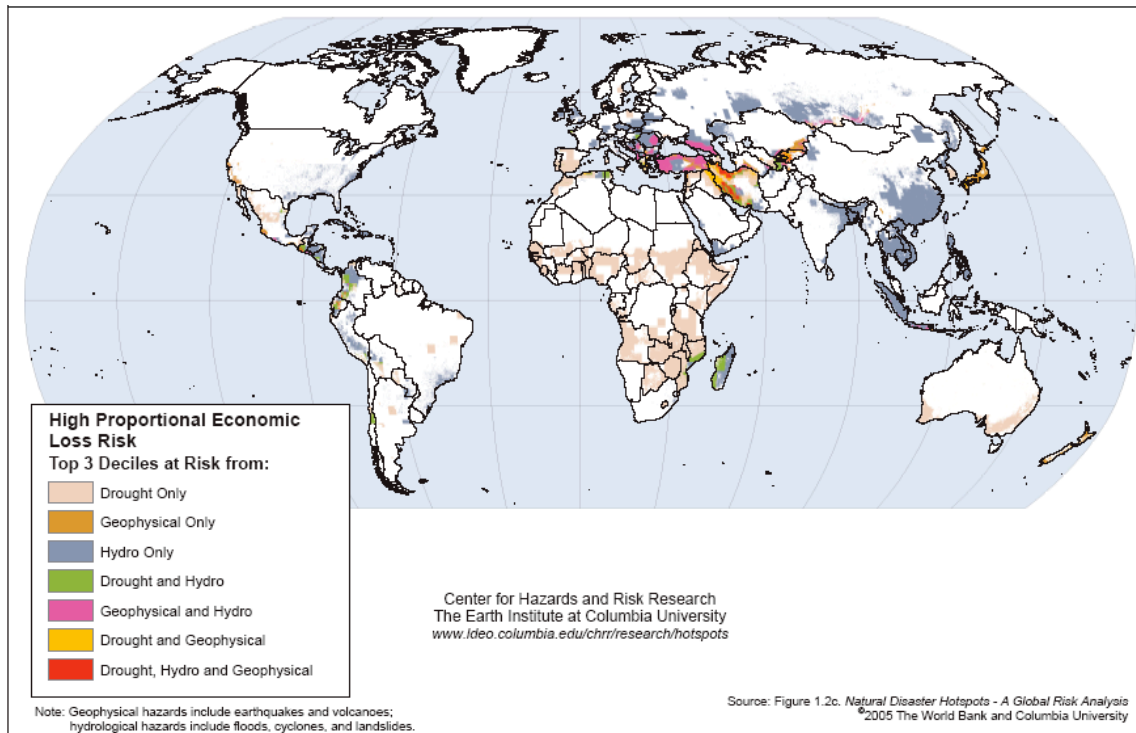 High Proportional Economic
Loss Risk
Top 3 Deciles at Risk from:
Drought Only
Geophysical Only
Hydro Only
Drought and Hydro
Geophysical and Hydro
Drought and Geophysical
Drought, Hydro and Geophysical
Note: Geophysical hazards include earthquakes and volcanoes;
hydrological hazards include floods, cyclones, and landslides.
Center for Hazards and Risk Research
The Earth Institute at Columbia University
www.ldeo.columbia.edu/chrr/research/hotspots
Source: Figure 1.2c. Natural Disaster Hotspots - A Global Risk Analysis
©2005 The World Bank and Columbia University